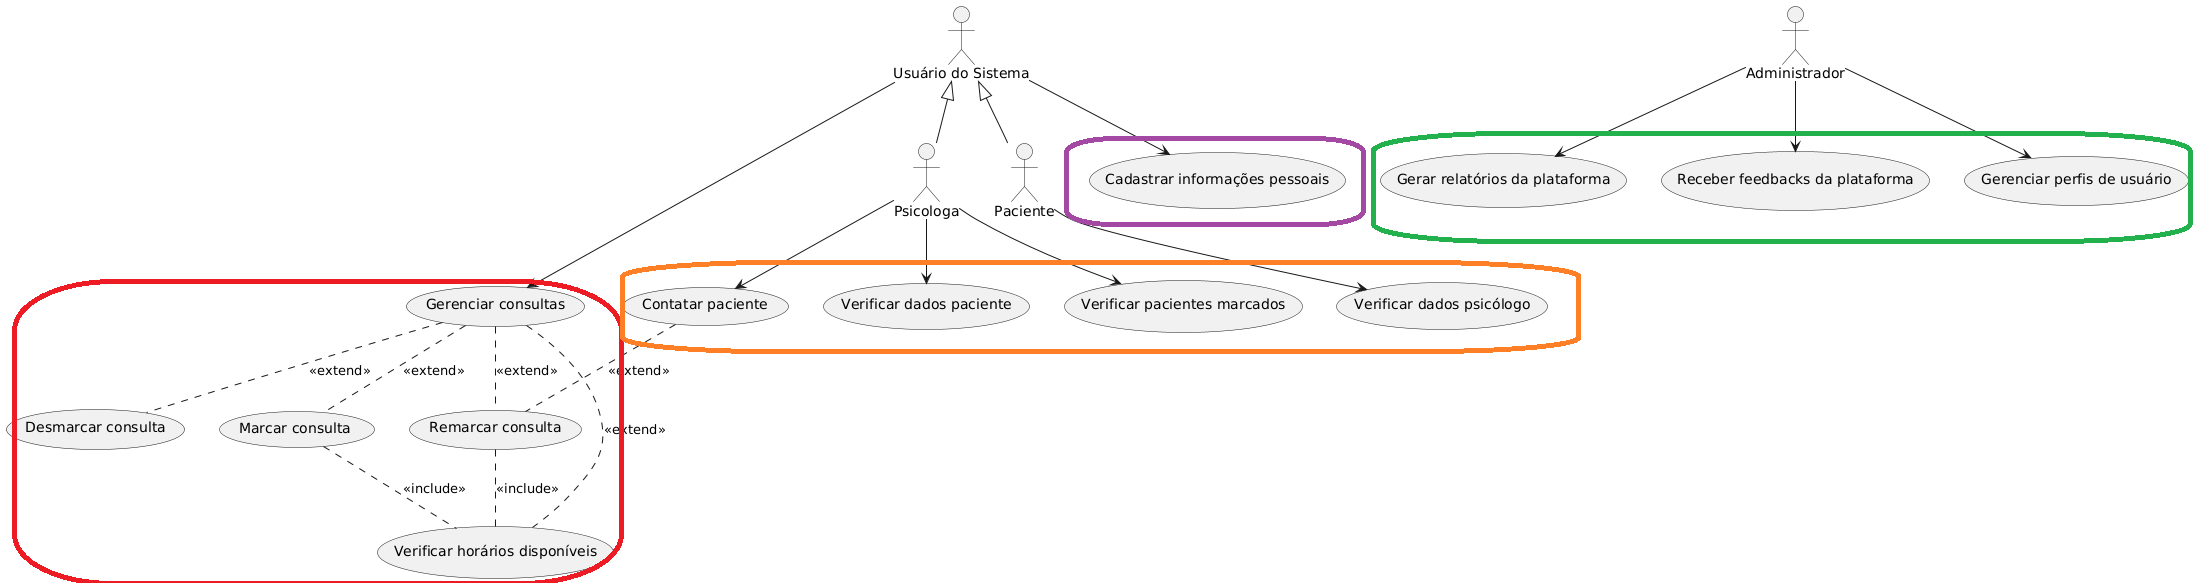 Usuário do Sistema
Administrador
Psicologa
Paciente
Cadastrar informações pessoais
Gerar relatórios da plataforma
Receber feedbacks da plataforma
Gerenciar perfis de usuário
Gerenciar consultas
Contatar paciente
Verificar dados paciente
Verificar pacientes marcados
Verificar dados psicólogo
«extend»
«extend»
«extend»
«extend»
Desmarcar consulta
Marcar consulta
Remarcar consulta
«extend»
«include»
«include»
Verificar horários disponíveis